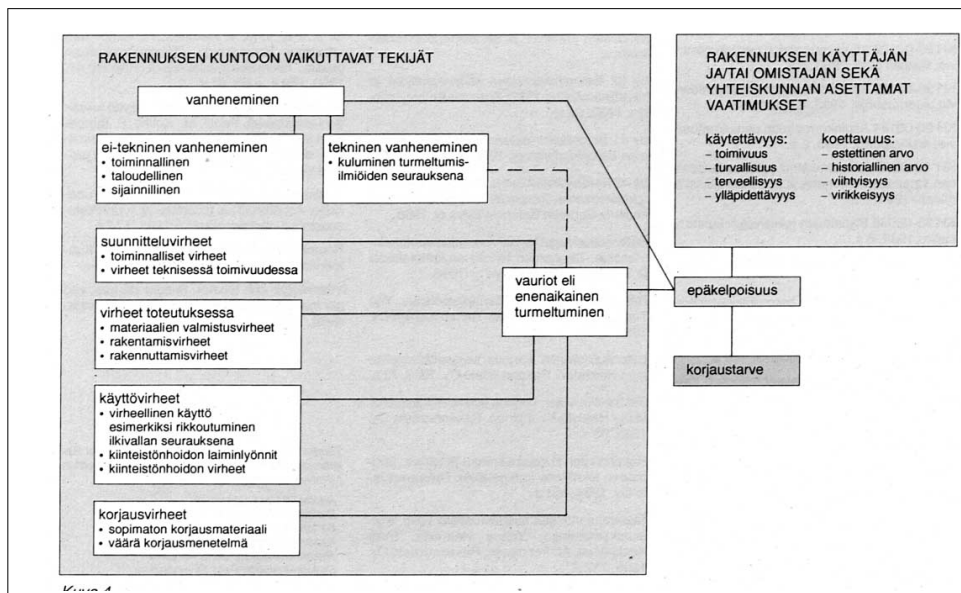 RAKENNUKSEN KUNTOON VAIKUTTAVAT TEKIJÄT
vanheneminen
ei-tekninen vanheneminen
• toiminnallinen
• taloudellinen
• sijainnillinen
tekninen vanheneminen
• kuluminen turmeltumis-
ilmiöiden seurauksena
suunnitteluvirheet
• toiminnalliset virheet
• virheet teknisessä toimivuudessa
virheet toteutuksessa
• materiaalien valmistusvirheet
• rakentamisvirheet
• rakennuttamisvirheet
käyttövirheet
• virheellinen käyttö
esimerkiksi rikkoutuminen
ilkivallan seurauksena
• kiinteistönhoidon laiminlyönnit
• kiinteistönhoidon virheet
korjausvirheet
• sopimaton korjausmateriaali
• väärä korjausmenetelmä
vauriot eli
enenaikainen
turmeltuminen
RAKENNUKSEN KÄYTTÄJÄN
JA/TAI OMISTAJAN SEKÄ
YHTEISKUNNAN ASETTAMAT
VAATIMUKSET
käytettävyys:
– toimivuus
– turvallisuus
– terveellisyys
– ylläpidettävyys
koettavuus:
– estettinen arvo
– historiallinen arvo
– viihtyisyys
– virikkeisyys
epäkelpoisuus
korjaustarve